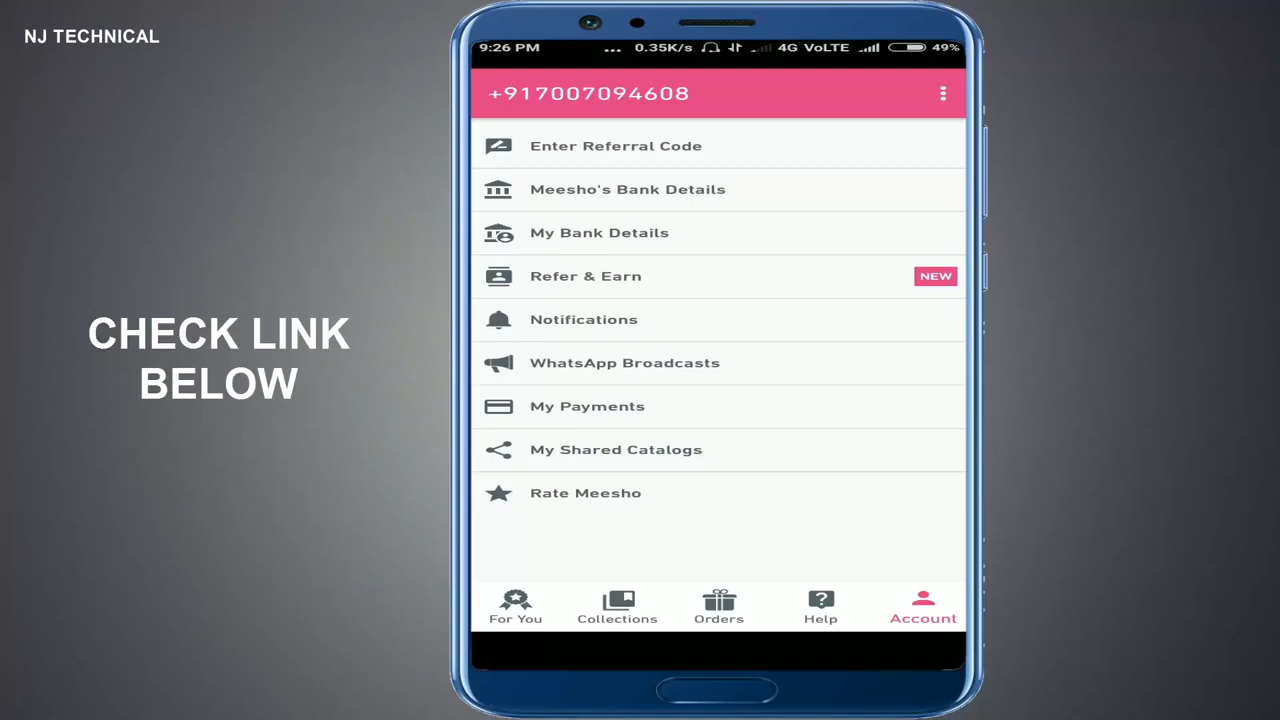 NJ TECHNICAL
CHECK LINK
BELOW
9:26 PM ... 0.35K/s 4G VoLTE 49%
+917007094608
Enter Referral Code
Meesho's Bank Details
My Bank Details
Refer & Earn NEW
Notifications
WhatsApp Broadcasts
My Payments
My Shared Catalogs
Rate Meesho
For You Collections Orders Help Account